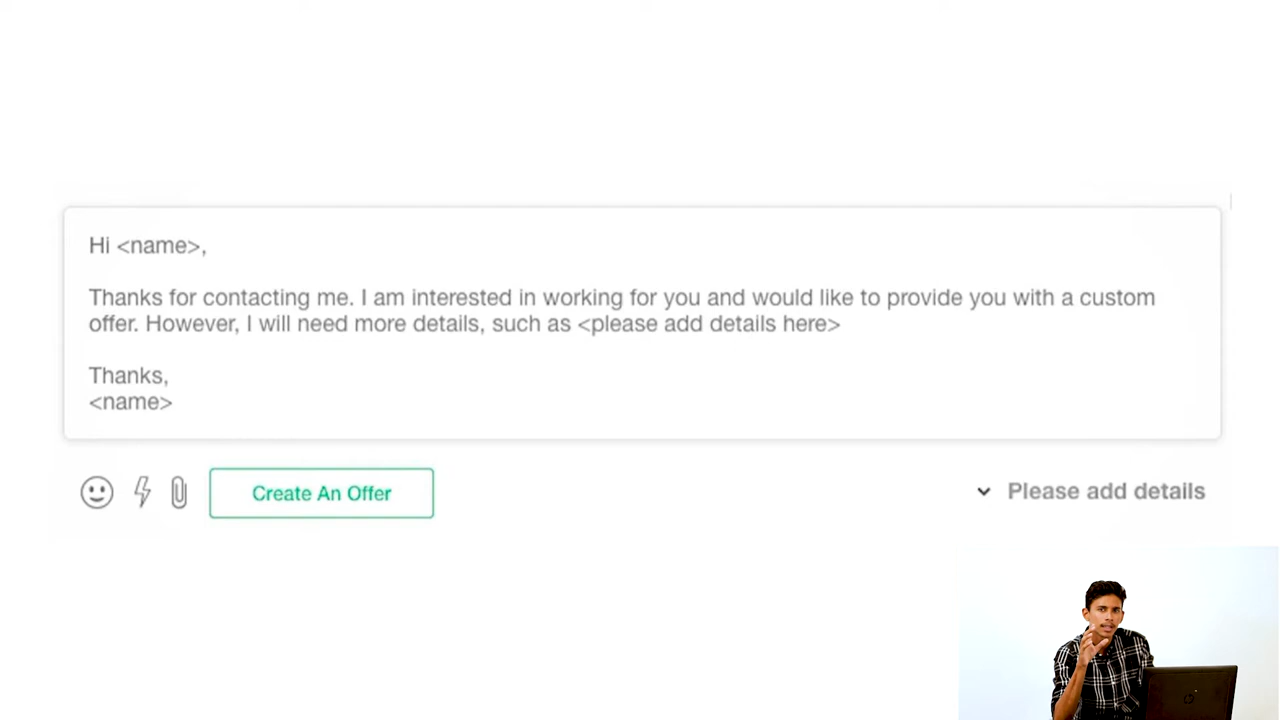 Hi <name>,
Thanks for contacting me. I am interested in working for you and would like to provide you with a custom
offer. However, I will need more details, such as <please add details here>
Thanks,
<name>
Create An Offer
Please add details